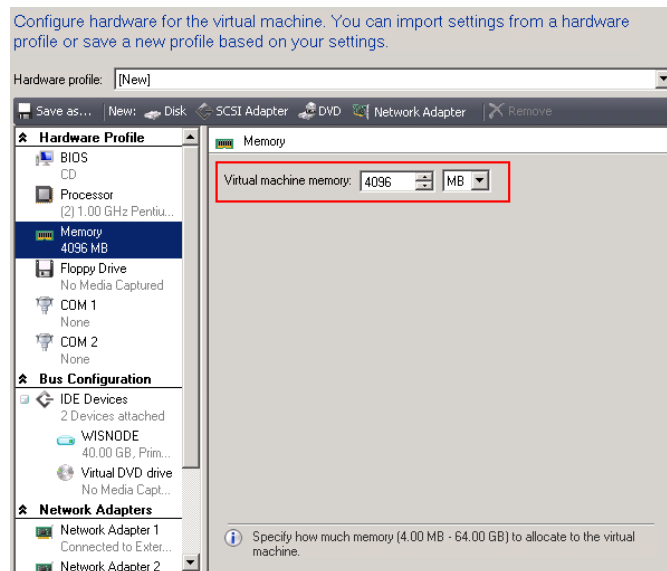 Configure hardware for the virtual machine. You can import settings from a hardware
profile or save a new profile based on your settings.
Hardware profile: [New]
Save as... New: Disk SCSI Adapter DVD Network Adapter Remove
Hardware Profile
BIOS
CD
Processor
(2) 1.00 GHz Pentiu...
Memory
4096 MB
Floppy Drive
No Media Captured
COM 1
None
COM 2
None
Bus Configuration
IDE Devices
2 Devices attached
WISNODE
40.00 GB, Prim...
Virtual DVD drive
No Media Capt...
Network Adapters
Network Adapter 1
Connected to Exter...
Network Adapter 2
Memory
Virtual machine memory: 4096 MB
Specify how much memory (4.00 MB - 64.00 GB) to allocate to the virtual
machine.